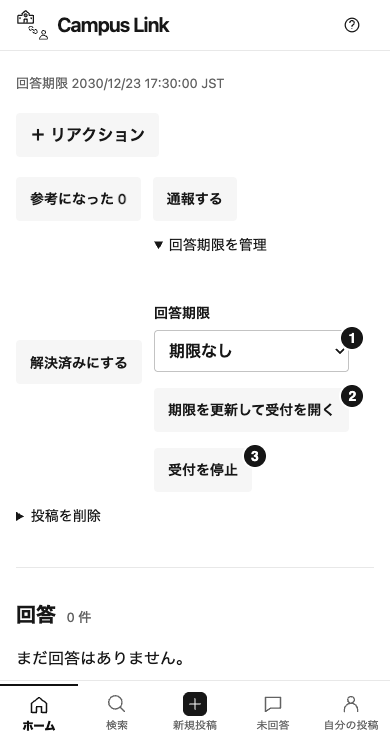 Campus Link
回答期限 2030/12/23 17:30:00 JST
+ リアクション
参考になった 0 通報する
▼ 回答期限を管理
回答期限
期限なし 1
解決済みにする
期限を更新して受付を開く 2
受付を停止 3
▶ 投稿を削除
回答 0 件
まだ回答はありません。
ホーム 検索 新規投稿 未回答 自分の投稿